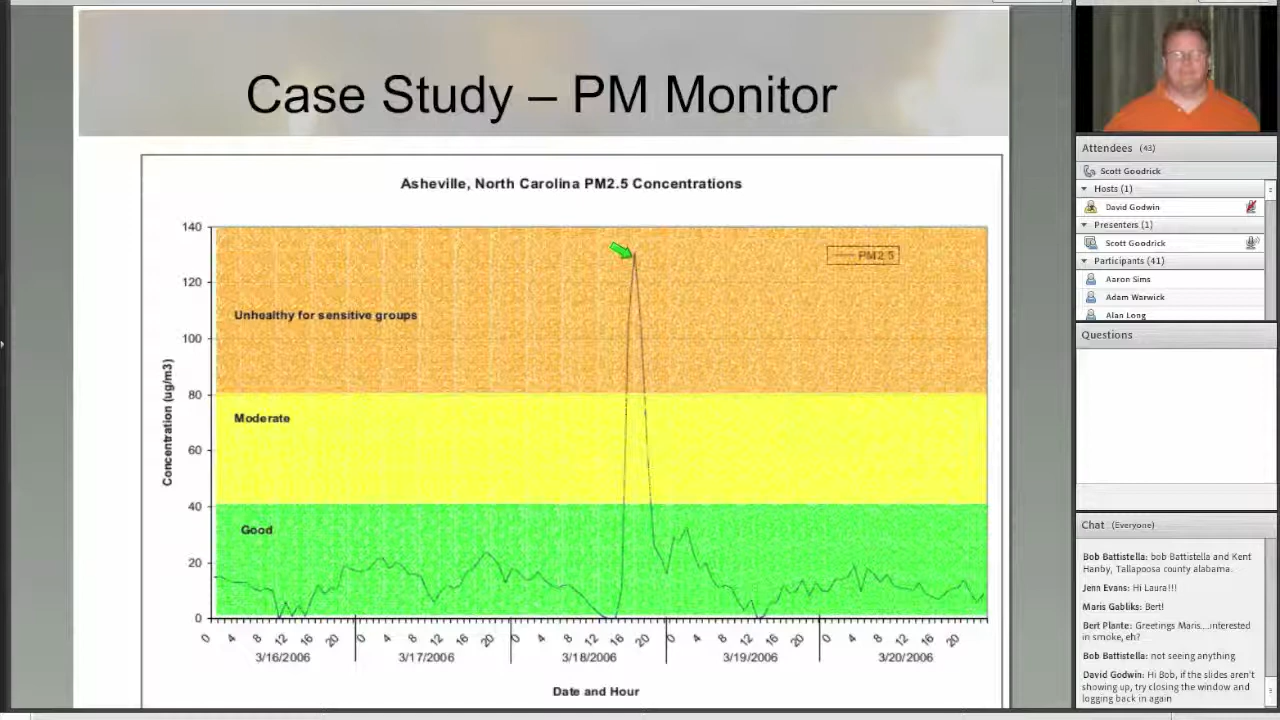 Case Study – PM Monitor
Asheville, North Carolina PM2.5 Concentrations
140
120
100
80
60
40
20
0
Concentration (ug/m3)
PM2.5
Unhealthy for sensitive groups
Moderate
Good
0 4 8 12 16 20 0 4 8 12 16 20 0 4 8 12 16 20 0 4 8 12 16 20 0 4 8 12 16 20
3/16/2006 3/17/2006 3/18/2006 3/19/2006 3/20/2006
Date and Hour
Attendees (43)
Scott Goodrick
Hosts (1)
David Godwin
Presenters (1)
Scott Goodrick
Participants (41)
Aaron Sims
Adam Warwick
Alan Long
Questions
Chat (Everyone)
Bob Battistella: bob Battistella and Kent
Hanby, Tallapoosa county alabama.
Jenn Evans: Hi Laura!!!
Maris Gabliks: Bert!
Bert Plante: Greetings Maris....interested
in smoke, eh?
Bob Battistella: not seeing anything.
David Godwin: Hi Bob, if the slides aren't
showing up, try closing the window and
logging back in again